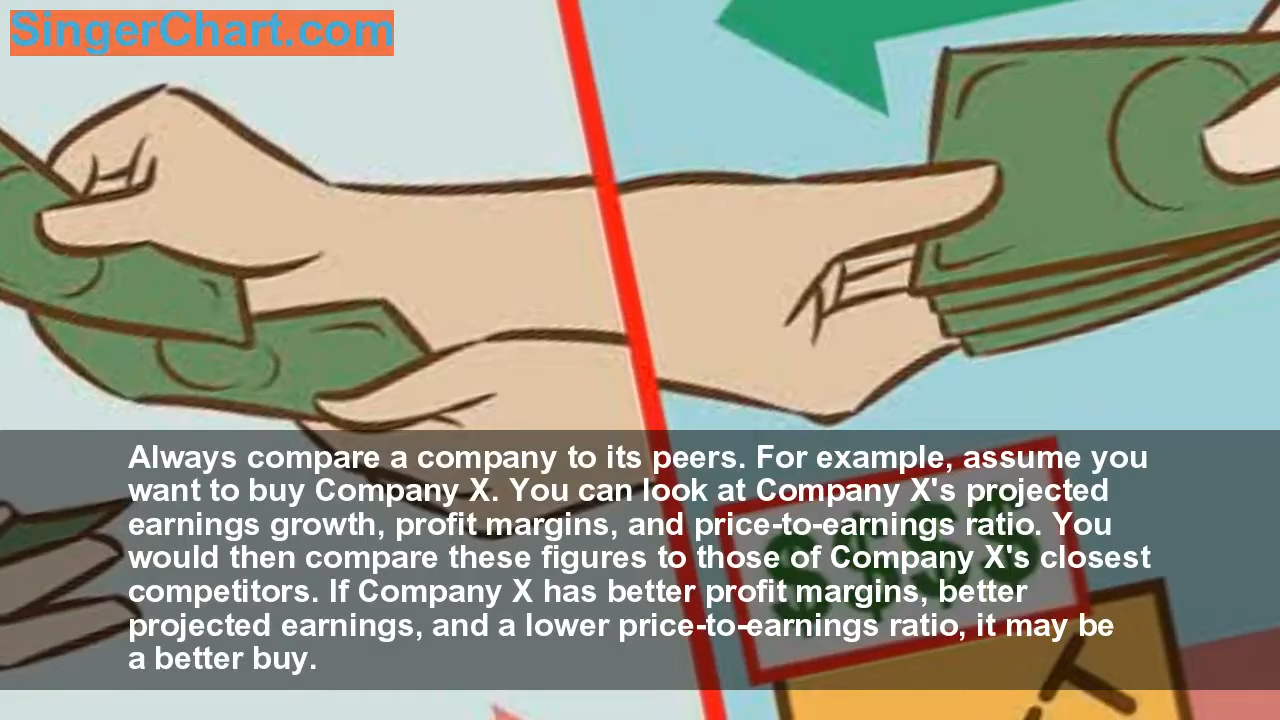 SingerChart.com
Always compare a company to its peers. For example, assume you
want to buy Company X. You can look at Company X's projected
earnings growth, profit margins, and price-to-earnings ratio. You
would then compare these figures to those of Company X's closest
competitors. If Company X has better profit margins, better
projected earnings, and a lower price-to-earnings ratio, it may be
a better buy.